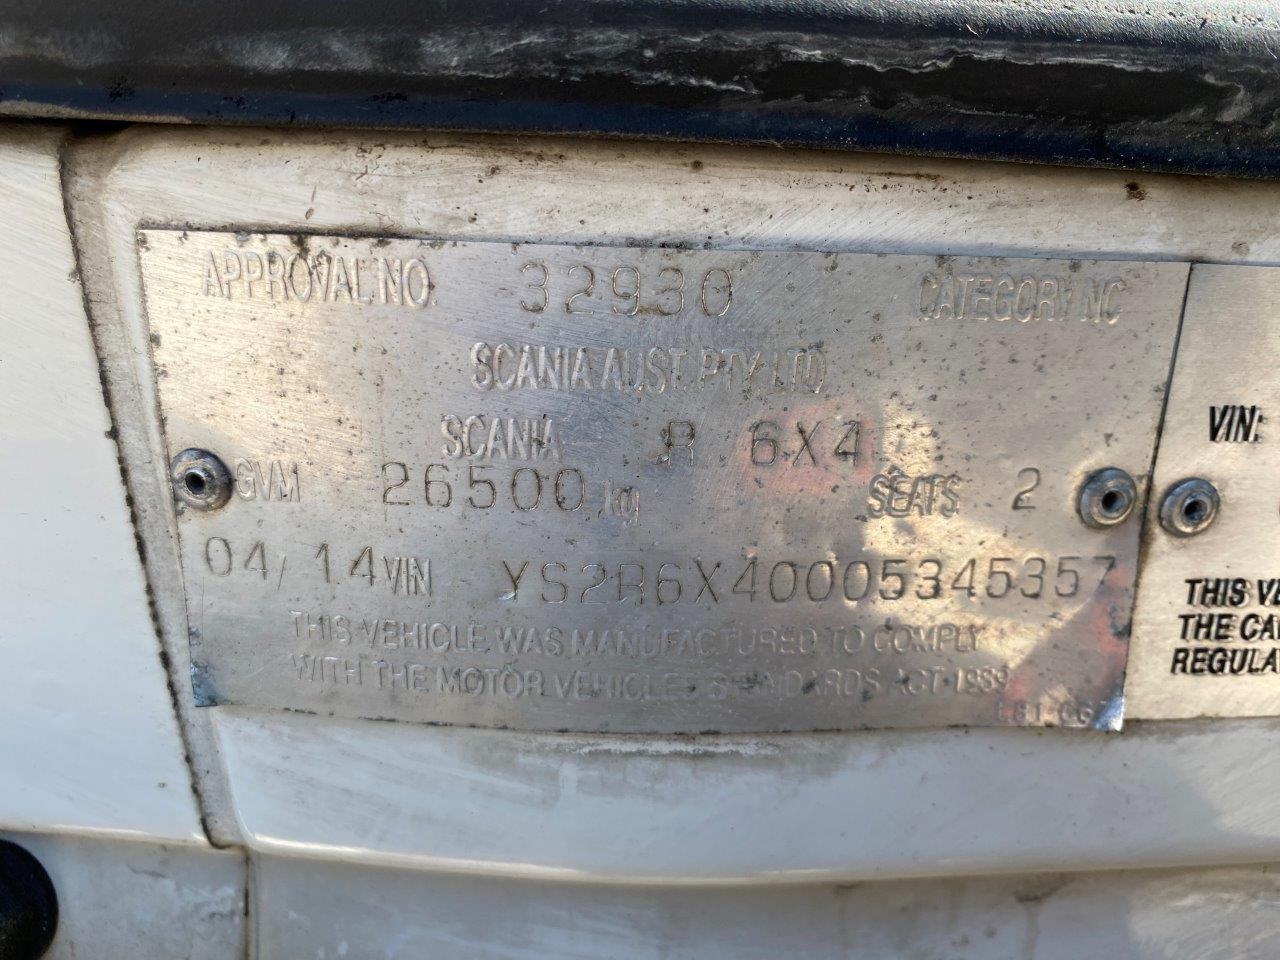 APPROVAL NO. 32930 CATEGORY NC
SCANIA AUST. PTY LTD
SCANIA R 6X4
GVM 26500 kg SEATS 2
04/14 VIN YS2R6X40005345357
THIS VEHICLE WAS MANUFACTURED TO COMPLY
WITH THE MOTOR VEHICLES STANDARDS ACT 1989
VIN:
THIS VE
THE CA
REGULA